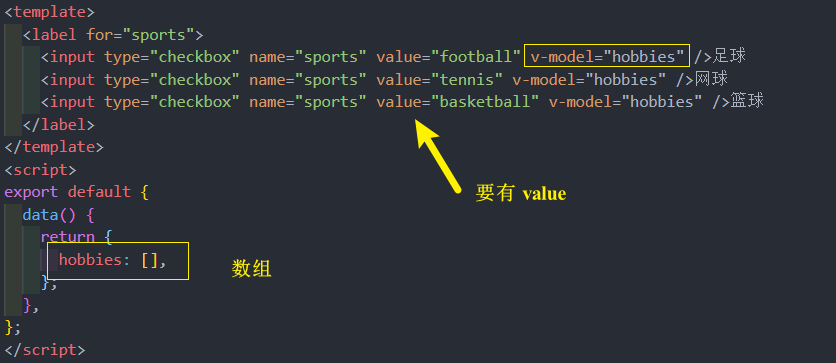 <template>
<label for="sports">
<input type="checkbox" name="sports" value="football" v-model="hobbies" />足球
<input type="checkbox" name="sports" value="tennis" v-model="hobbies" />网球
<input type="checkbox" name="sports" value="basketball" v-model="hobbies" />篮球
</label>
</template>
<script>
export default {
data() {
要有 value
return {
hobbies: [],
数组
};
},
};
</script>